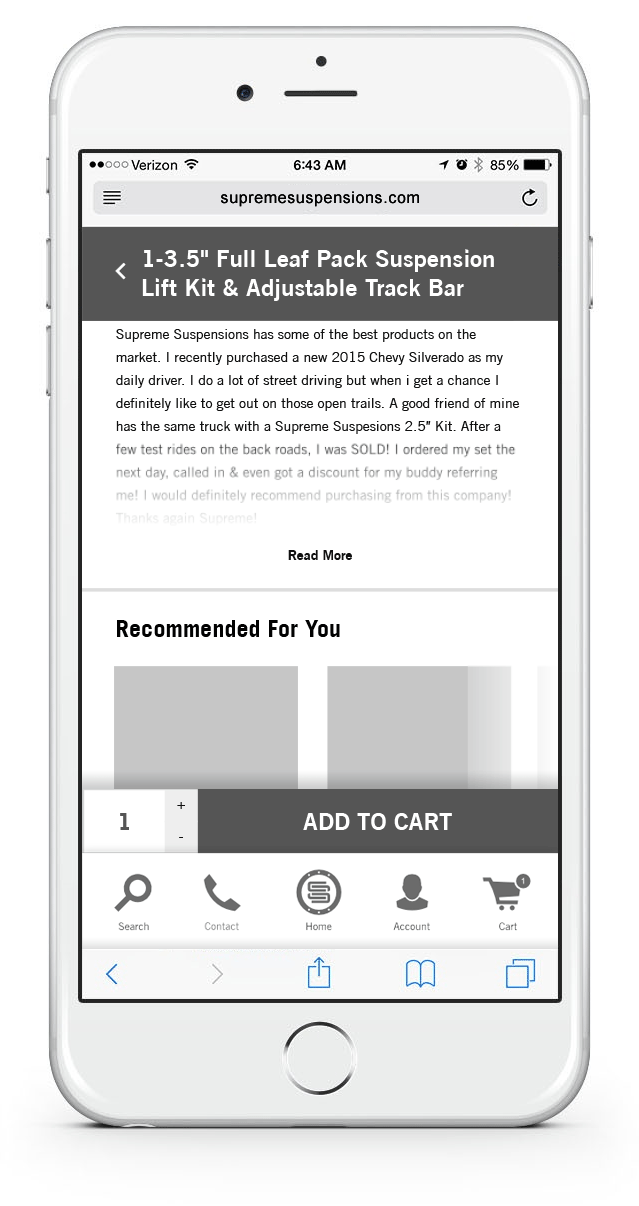 Verizon 6:43 AM 85%
supremesuspensions.com
1-3.5" Full Leaf Pack Suspension
Lift Kit & Adjustable Track Bar
Supreme Suspensions has some of the best products on the
market. I recently purchased a new 2015 Chevy Silverado as my
daily driver. I do a lot of street driving but when i get a chance I
definitely like to get out on those open trails. A good friend of mine
has the same truck with a Supreme Suspesions 2.5″ Kit. After a
few test rides on the back roads, I was SOLD! I ordered my set the
next day, called in & even got a discount for my buddy referring
me! I would definitely recommend purchasing from this company!
Thanks again Supreme!
Read More
Recommended For You
1 + -
ADD TO CART
1
Search Contact Home Account Cart